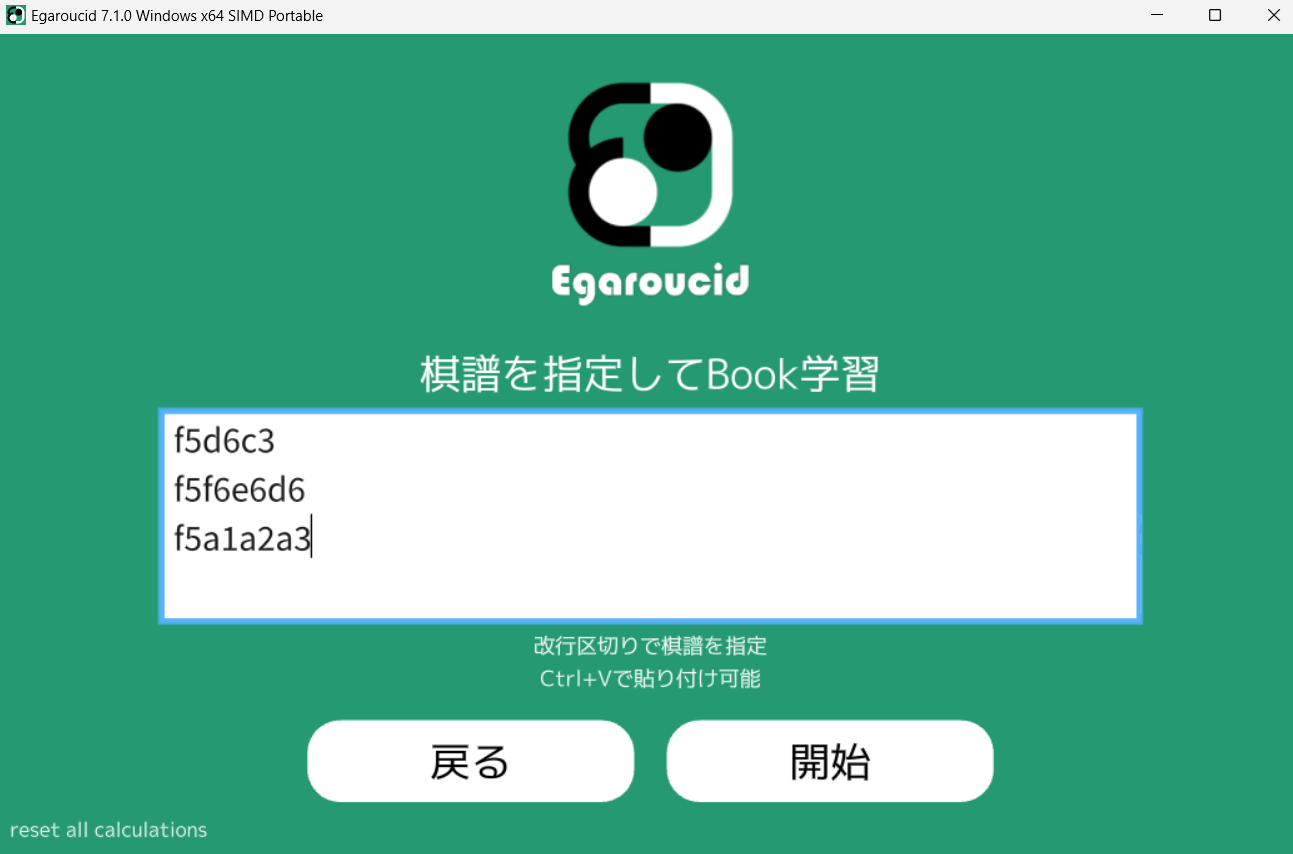 Egaroucid 7.1.0 Windows x64 SIMD Portable
Egaroucid
棋譜を指定してBook学習
f5d6c3
f5f6e6d6
f5a1a2a3
改行区切りで棋譜を指定
Ctrl+Vで貼り付け可能
戻る
開始
reset all calculations